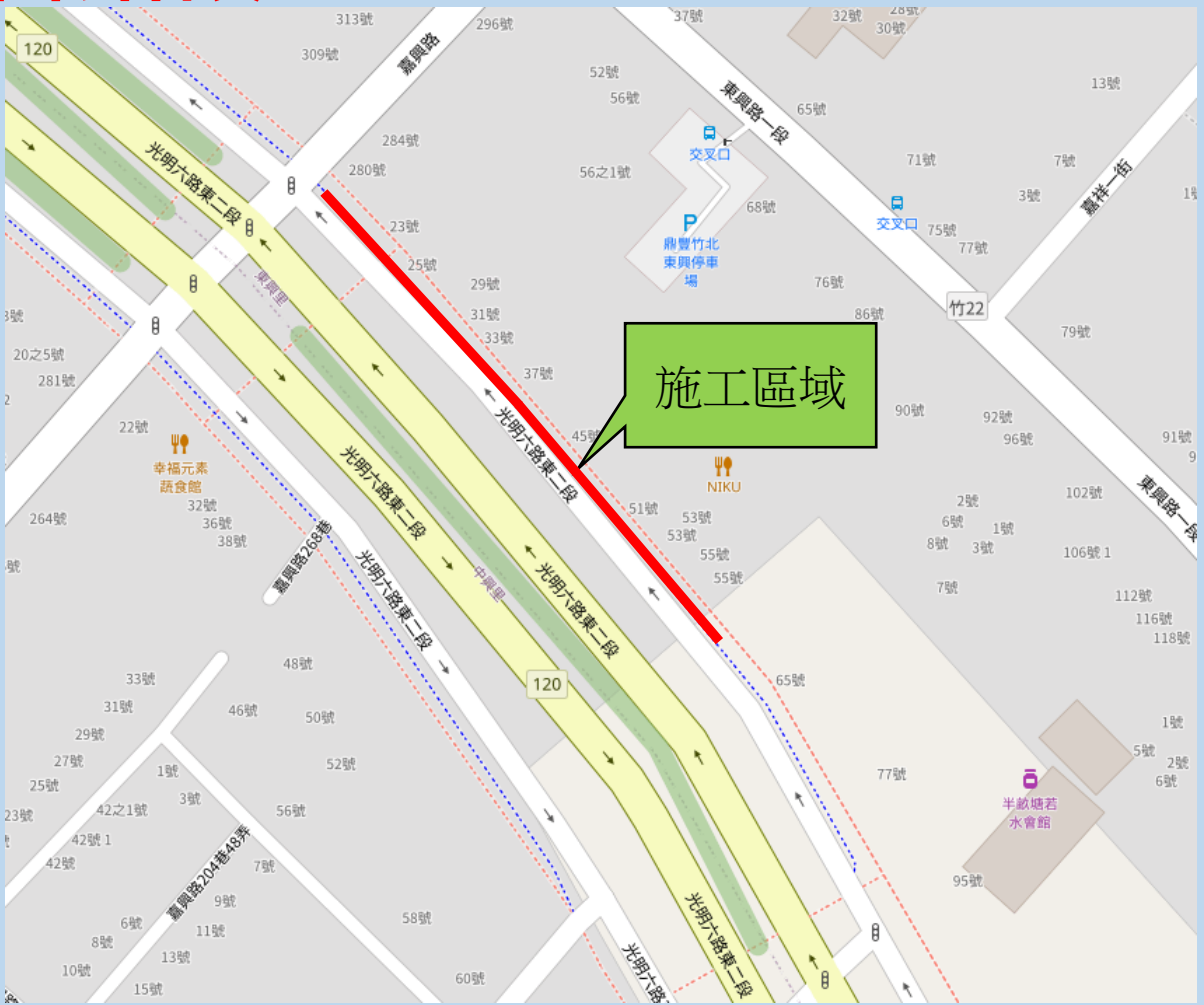 313號
296號
37號
32號
28號
30號
120
309號
嘉興路
52號
56號
東興路一段
65號
13號
284號
280號
交叉口
56之1號
71號
7號
3號
嘉祥一街
光明六路東二段
23號
68號
交叉口
75號
77號
P
鼎豐竹北
東興停車
場
25號
29號
東興里
76號
31號
33號
86號
竹22
79號
20之5號
281號
37號
施工區域
22號
幸福元素
蔬食館
光明六路東二段
45號
90號
92號
96號
91號
NIKU
光明六路東二段
32號
36號
38號
264號
51號
53號
53號
55號
55號
2號
6號
1號
8號
3號
102號
東興路一段
106號 1
嘉興路268巷
光明六路東二段
中興里
光明六路東二段
7號
112號
116號
118號
48號
120
65號
33號
31號
46號
50號
29號
27號
25號
23號
1號
3號
52號
42之1號
56號
42號 1
42號
77號
1號
5號
2號
6號
半畝塘若
水會館
嘉興路204巷48弄
7號
9號
11號
6號
8號
10號
13號
15號
58號
60號
95號
光明六路東二段
光明六路